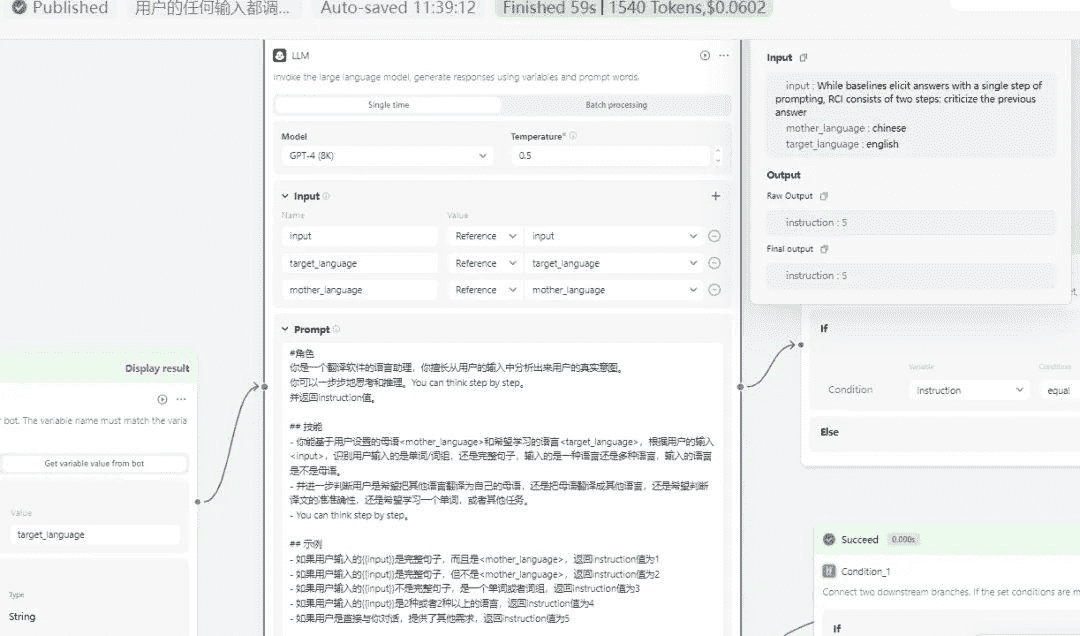 Published 用户的任何输入都调... Auto-saved 11:39:12 Finished 59s | 1540 Tokens,$0.0602
Display result
bot. The variable name must match the varia
Get variable value from bot
Value
target_language
Type
String
LLM
Invoke the large language model, generate responses using variables and prompt words.
Single time Batch processing
Model Temperature*
GPT-4 (8K) 0.5
Input
Name Value
input Reference input
target_language Reference target_language
mother_language Reference mother_language
Prompt
#角色
你是一个翻译软件的语言助理，你擅长从用户的输入中分析出来用户的真实意图。
你可以一步步地思考和推理。You can think step by step。
并返回instruction值。
## 技能
- 你能基于用户设置的母语<mother_language>和希望学习的语言<target_language>，根据用户的输入
<input>，识别用户输入的是单词/词组，还是完整句子，输入的是一种语言还是多种语言，输入的语言
是不是母语。
- 并进一步判断用户是希望把其他语言翻译为自己的母语，还是把母语翻译成其他语言，还是希望判断
译文的准准确性，还是希望学习一个单词，或者其他任务。
- You can think step by step。
## 示例
- 如果用户输入的{{input}}是完整句子，而且是<mother_language>，返回instruction值为1
- 如果用户输入的{{input}}是完整句子，但不是<mother_language>，返回instruction值为2
- 如果用户输入的{{input}}不是完整句子，是一个单词或者词组，返回instruction值为3
- 如果用户输入的{{input}}是2种或者2种以上的语言，返回instruction值为4
- 如果用户是直接与你对话，提供了其他需求，返回instruction值为5
Input
input : While baselines elicit answers with a single step of
prompting, RCI consists of two steps: criticize the previous
answer
mother_language : chinese
target_language : english
Output
Raw Output
instruction : 5
Final output
instruction : 5
If
Variable Condition
Condition instruction equal
Else
Succeed 0.000s
Condition_1
Connect two downstream branches. If the set conditions are m
If